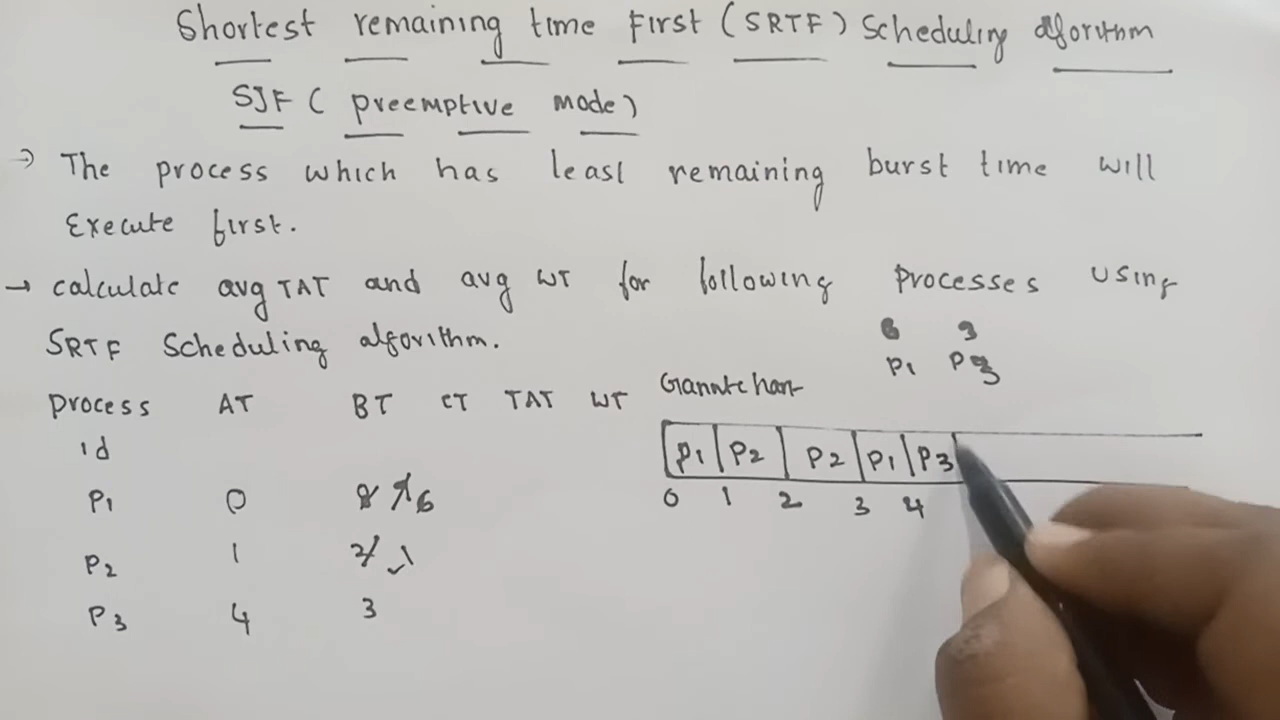 Shortest remaining time First (SRTF) Scheduling algorithm
SJF ( preemptive mode)
→ The process which has least remaining burst time will
Execute first.
→ calculate avg TAT and avg WT for following processes using
SRTF Scheduling algorithm.
6 3
P1 P3
Process AT BT CT TAT WT
id
Gannt chart
P1 P2 P2 P1 P3
0 1 2 3 4
P1 0 8 7 6
P2 1 2 1
P3 4 3